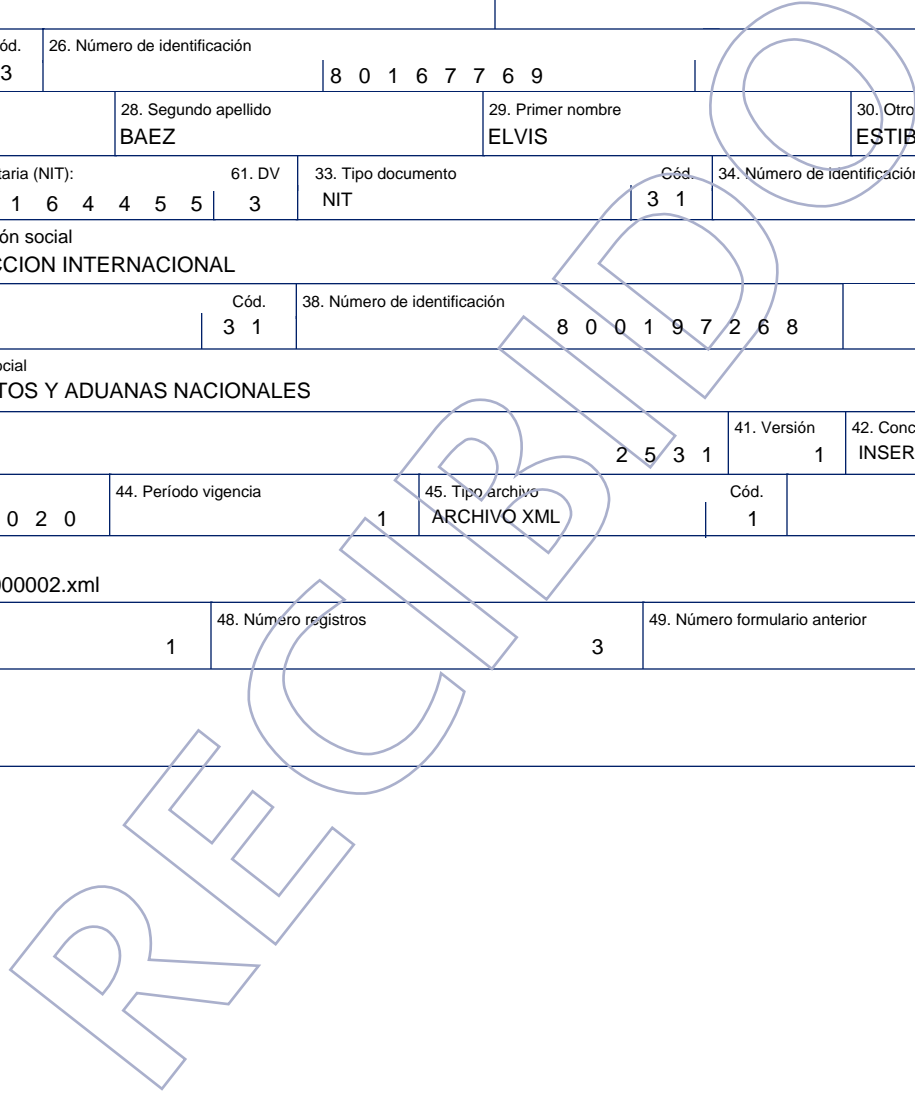 ód. 26. Número de identificación
3 8 0 1 6 7 7 6 9
28. Segundo apellido 29. Primer nombre 30. Otro
BAEZ ELVIS ESTIB
taria (NIT): 61. DV 33. Tipo documento Cód. 34. Número de identificación
1 6 4 4 5 5 3 NIT 3 1
ón social
CCION INTERNACIONAL
Cód. 38. Número de identificación
3 1 8 0 0 1 9 7 2 6 8
ocial
TOS Y ADUANAS NACIONALES
41. Versión 42. Conc
2 5 3 1 1 INSER
44. Período vigencia 45. Tipo archivo Cód.
0 2 0 1 ARCHIVO XML 1
000002.xml
48. Número registros 49. Número formulario anterior
1 3
RECIBIDO